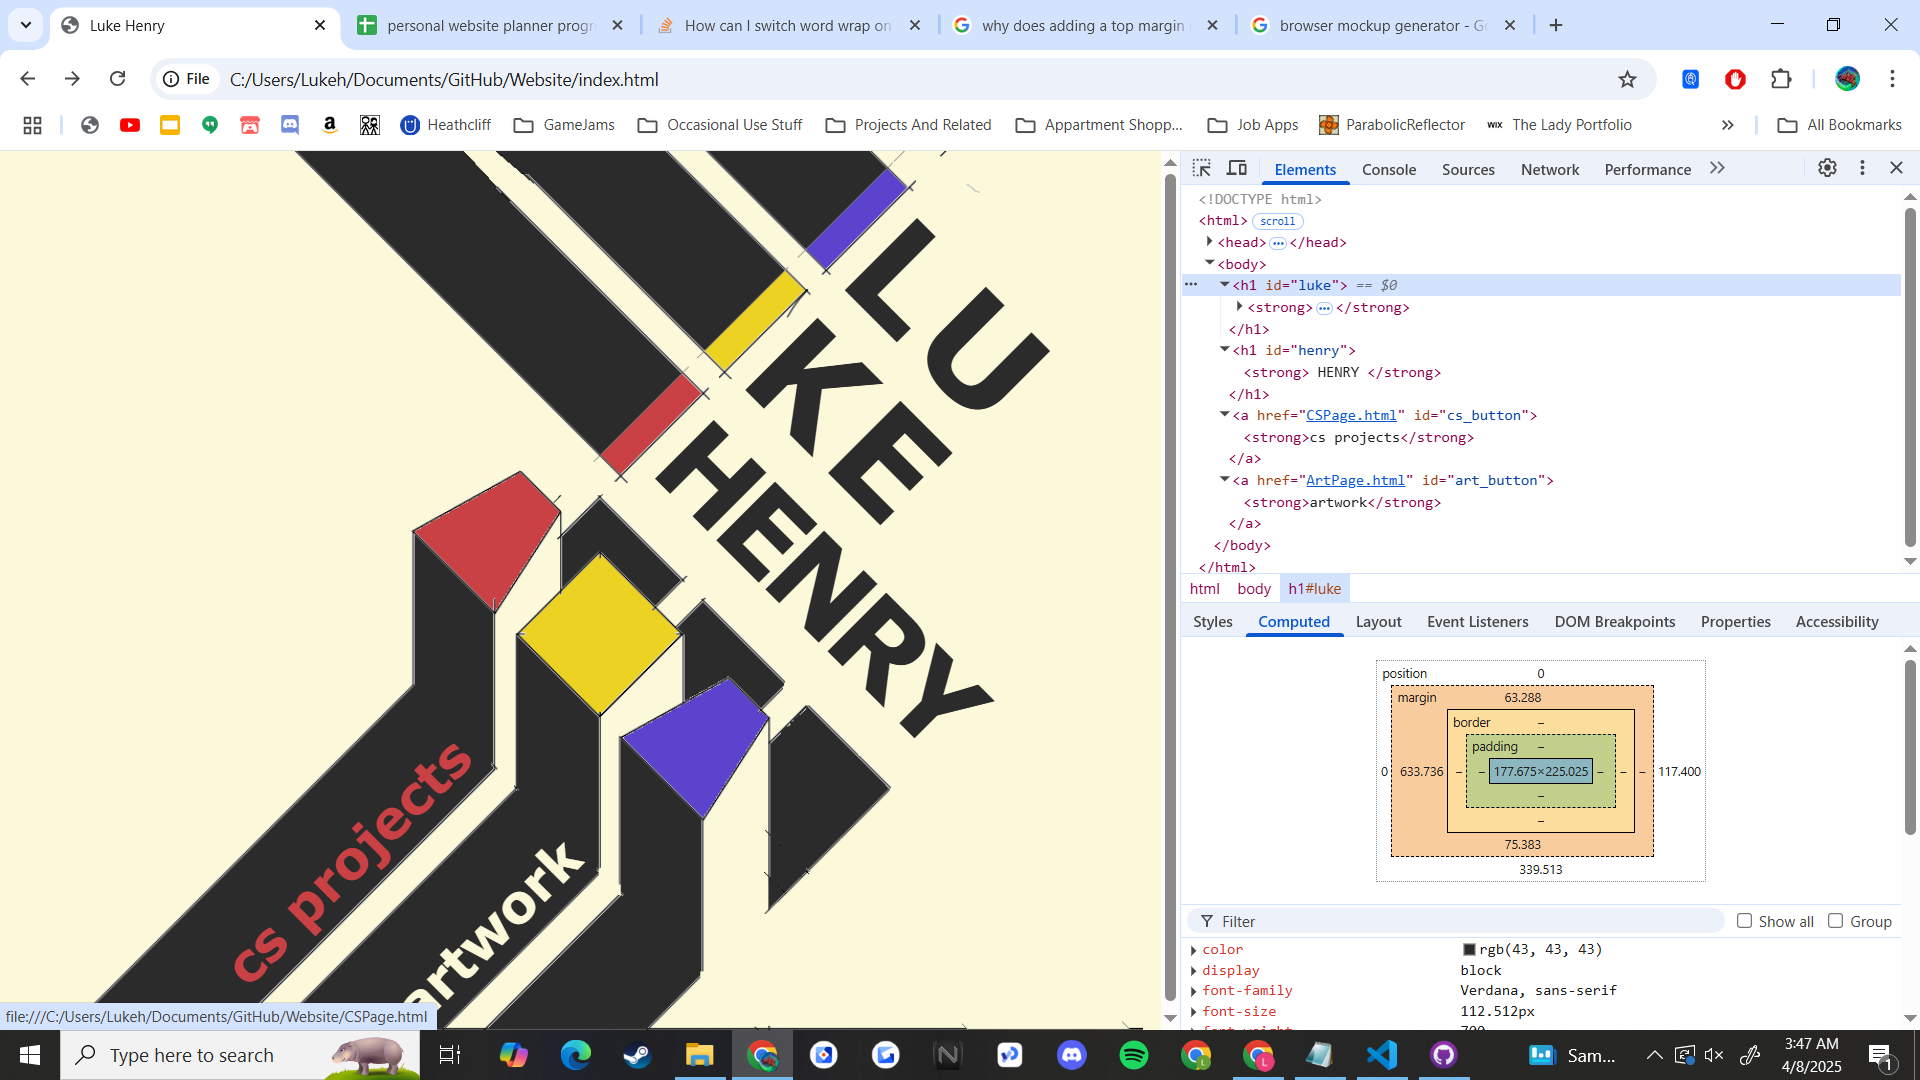 Luke Henry
personal website planner progr
How can I switch word wrap on
why does adding a top margin
browser mockup generator - Go
File
C:/Users/Lukeh/Documents/GitHub/Website/index.html
Heathcliff
GameJams
Occasional Use Stuff
Projects And Related
Appartment Shopp...
Job Apps
ParabolicReflector
WIX The Lady Portfolio
»
All Bookmarks
LU
KE
HENRY
cs projects
artwork
file:///C:/Users/Lukeh/Documents/GitHub/Website/CSPage.html
Elements Console Sources Network Performance »
<!DOCTYPE html>
<html> scroll
<head> ... </head>
<body>
... <h1 id="luke"> == $0
<strong> ... </strong>
</h1>
<h1 id="henry">
<strong> HENRY </strong>
</h1>
<a href="CSPage.html" id="cs_button">
<strong>cs projects</strong>
</a>
<a href="ArtPage.html" id="art_button">
<strong>artwork</strong>
</a>
</body>
</html>
html body h1#luke
Styles Computed Layout Event Listeners DOM Breakpoints Properties Accessibility
position 0
margin 63.288
border –
padding –
0 633.736 – – 177.675×225.025 – – 117.400
–
–
75.383
339.513
Filter
Show all
Group
color rgb(43, 43, 43)
display block
font-family Verdana, sans-serif
font-size 112.512px
font-weight 700
Type here to search
Sam...
3:47 AM
4/8/2025
1